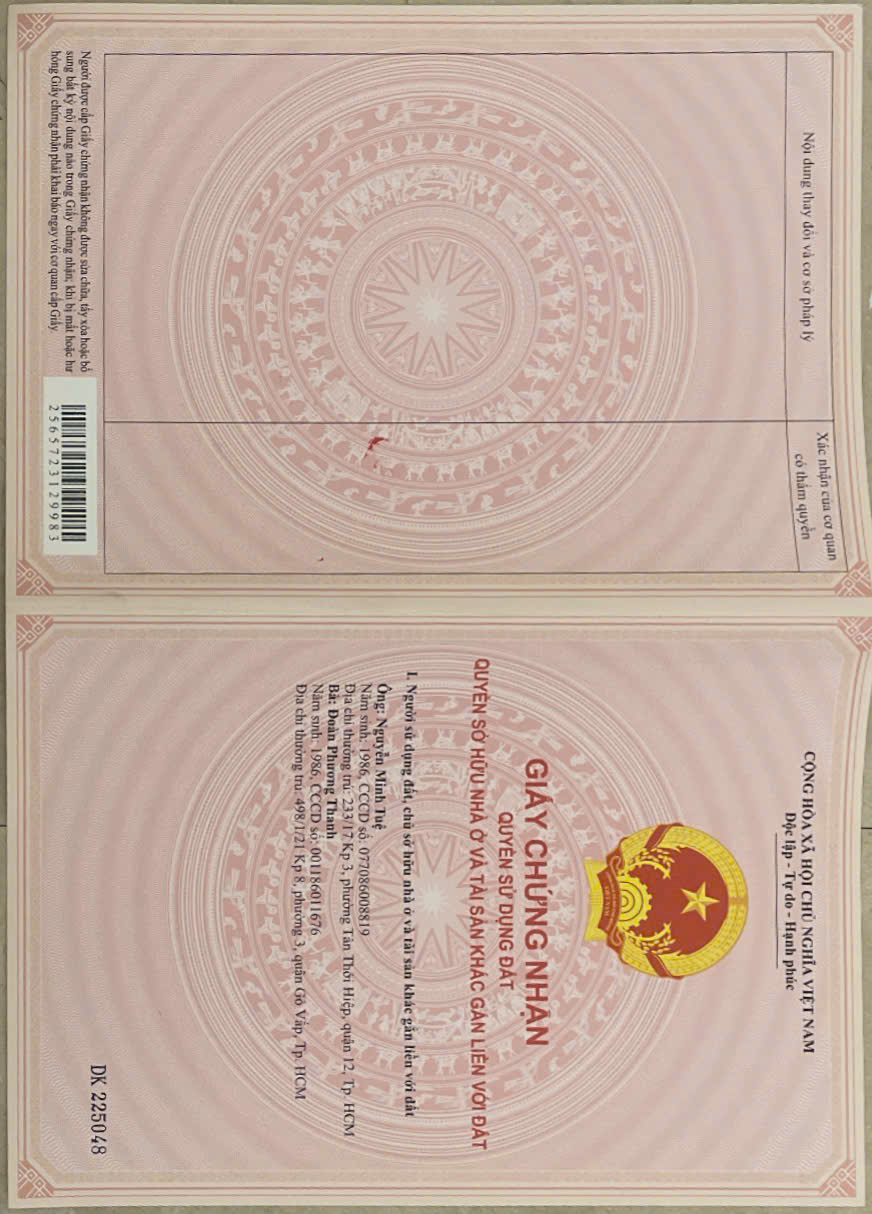 Nội dung thay đổi và cơ sở pháp lý
Xác nhận của cơ quan
có thẩm quyền
Người được cấp Giấy chứng nhận không được sửa chữa, tẩy xóa hoặc bổ
sung bất kỳ nội dung nào trong Giấy chứng nhận; khi bị mất hoặc hư
hỏng Giấy chứng nhận phải khai báo ngay với cơ quan cấp Giấy.
2565723129983
CỘNG HÒA XÃ HỘI CHỦ NGHĨA VIỆT NAM
Độc lập - Tự do - Hạnh phúc
VIỆT NAM
GIẤY CHỨNG NHẬN
QUYỀN SỬ DỤNG ĐẤT
QUYỀN SỞ HỮU NHÀ Ở VÀ TÀI SẢN KHÁC GẮN LIỀN VỚI ĐẤT
I. Người sử dụng đất, chủ sở hữu nhà ở và tài sản khác gắn liền với đất
Ông: Nguyễn Minh Tuệ
Năm sinh: 1986, CCCD số: 077086008819
Địa chỉ thường trú: 233/17 Kp 3, phường Tân Thới Hiệp, quận 12, Tp. HCM
Bà: Đoàn Phương Thanh
Năm sinh: 1986, CCCD số: 001186011676
Địa chỉ thường trú: 498/1/21 Kp 8, phường 3, quận Gò Vấp, Tp. HCM
DK 225048